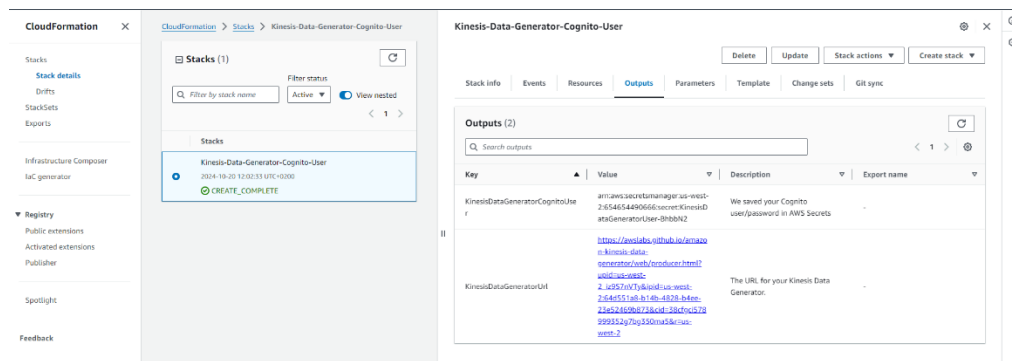 CloudFormation
Stacks
Stack details
Drifts
StackSets
Exports
Infrastructure Composer
IaC generator
Registry
Public extensions
Activated extensions
Publisher
Spotlight
Feedback
CloudFormation > Stacks > Kinesis-Data-Generator-Cognito-User
Stacks (1)
Filter status
Filter by stack name
Active
View nested
1
Stacks
Kinesis-Data-Generator-Cognito-User
2024-10-20 12:02:33 UTC+0200
CREATE_COMPLETE
Kinesis-Data-Generator-Cognito-User
Delete Update Stack actions Create stack
Stack info Events Resources Outputs Parameters Template Change sets Git sync
Outputs (2)
Search outputs
1
Key Value Description Export name
KinesisDataGeneratorCognitoUse
r
arn:aws:secretsmanager:us-west-
2:654654490666:secret:KinesisD
ataGeneratorUser-BhbbN2
We saved your Cognito
user/password in AWS Secrets
-
KinesisDataGeneratorUrl
https://awslabs.github.io/amazo
n-kinesis-data-
generator/web/producer.html?
upid=us-west-
2_iz957nVTy&ipid=us-west-
2:64d551a8-b14b-4828-b4ee-
23e52469b873&cid=38cfgci578
999352g7bg350ma5&r=us-
west-2
The URL for your Kinesis Data
Generator.
-